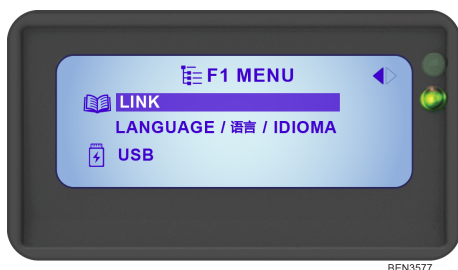 F1 MENU
LINK
LANGUAGE / 语言 / IDIOMA
USB
BEN3577